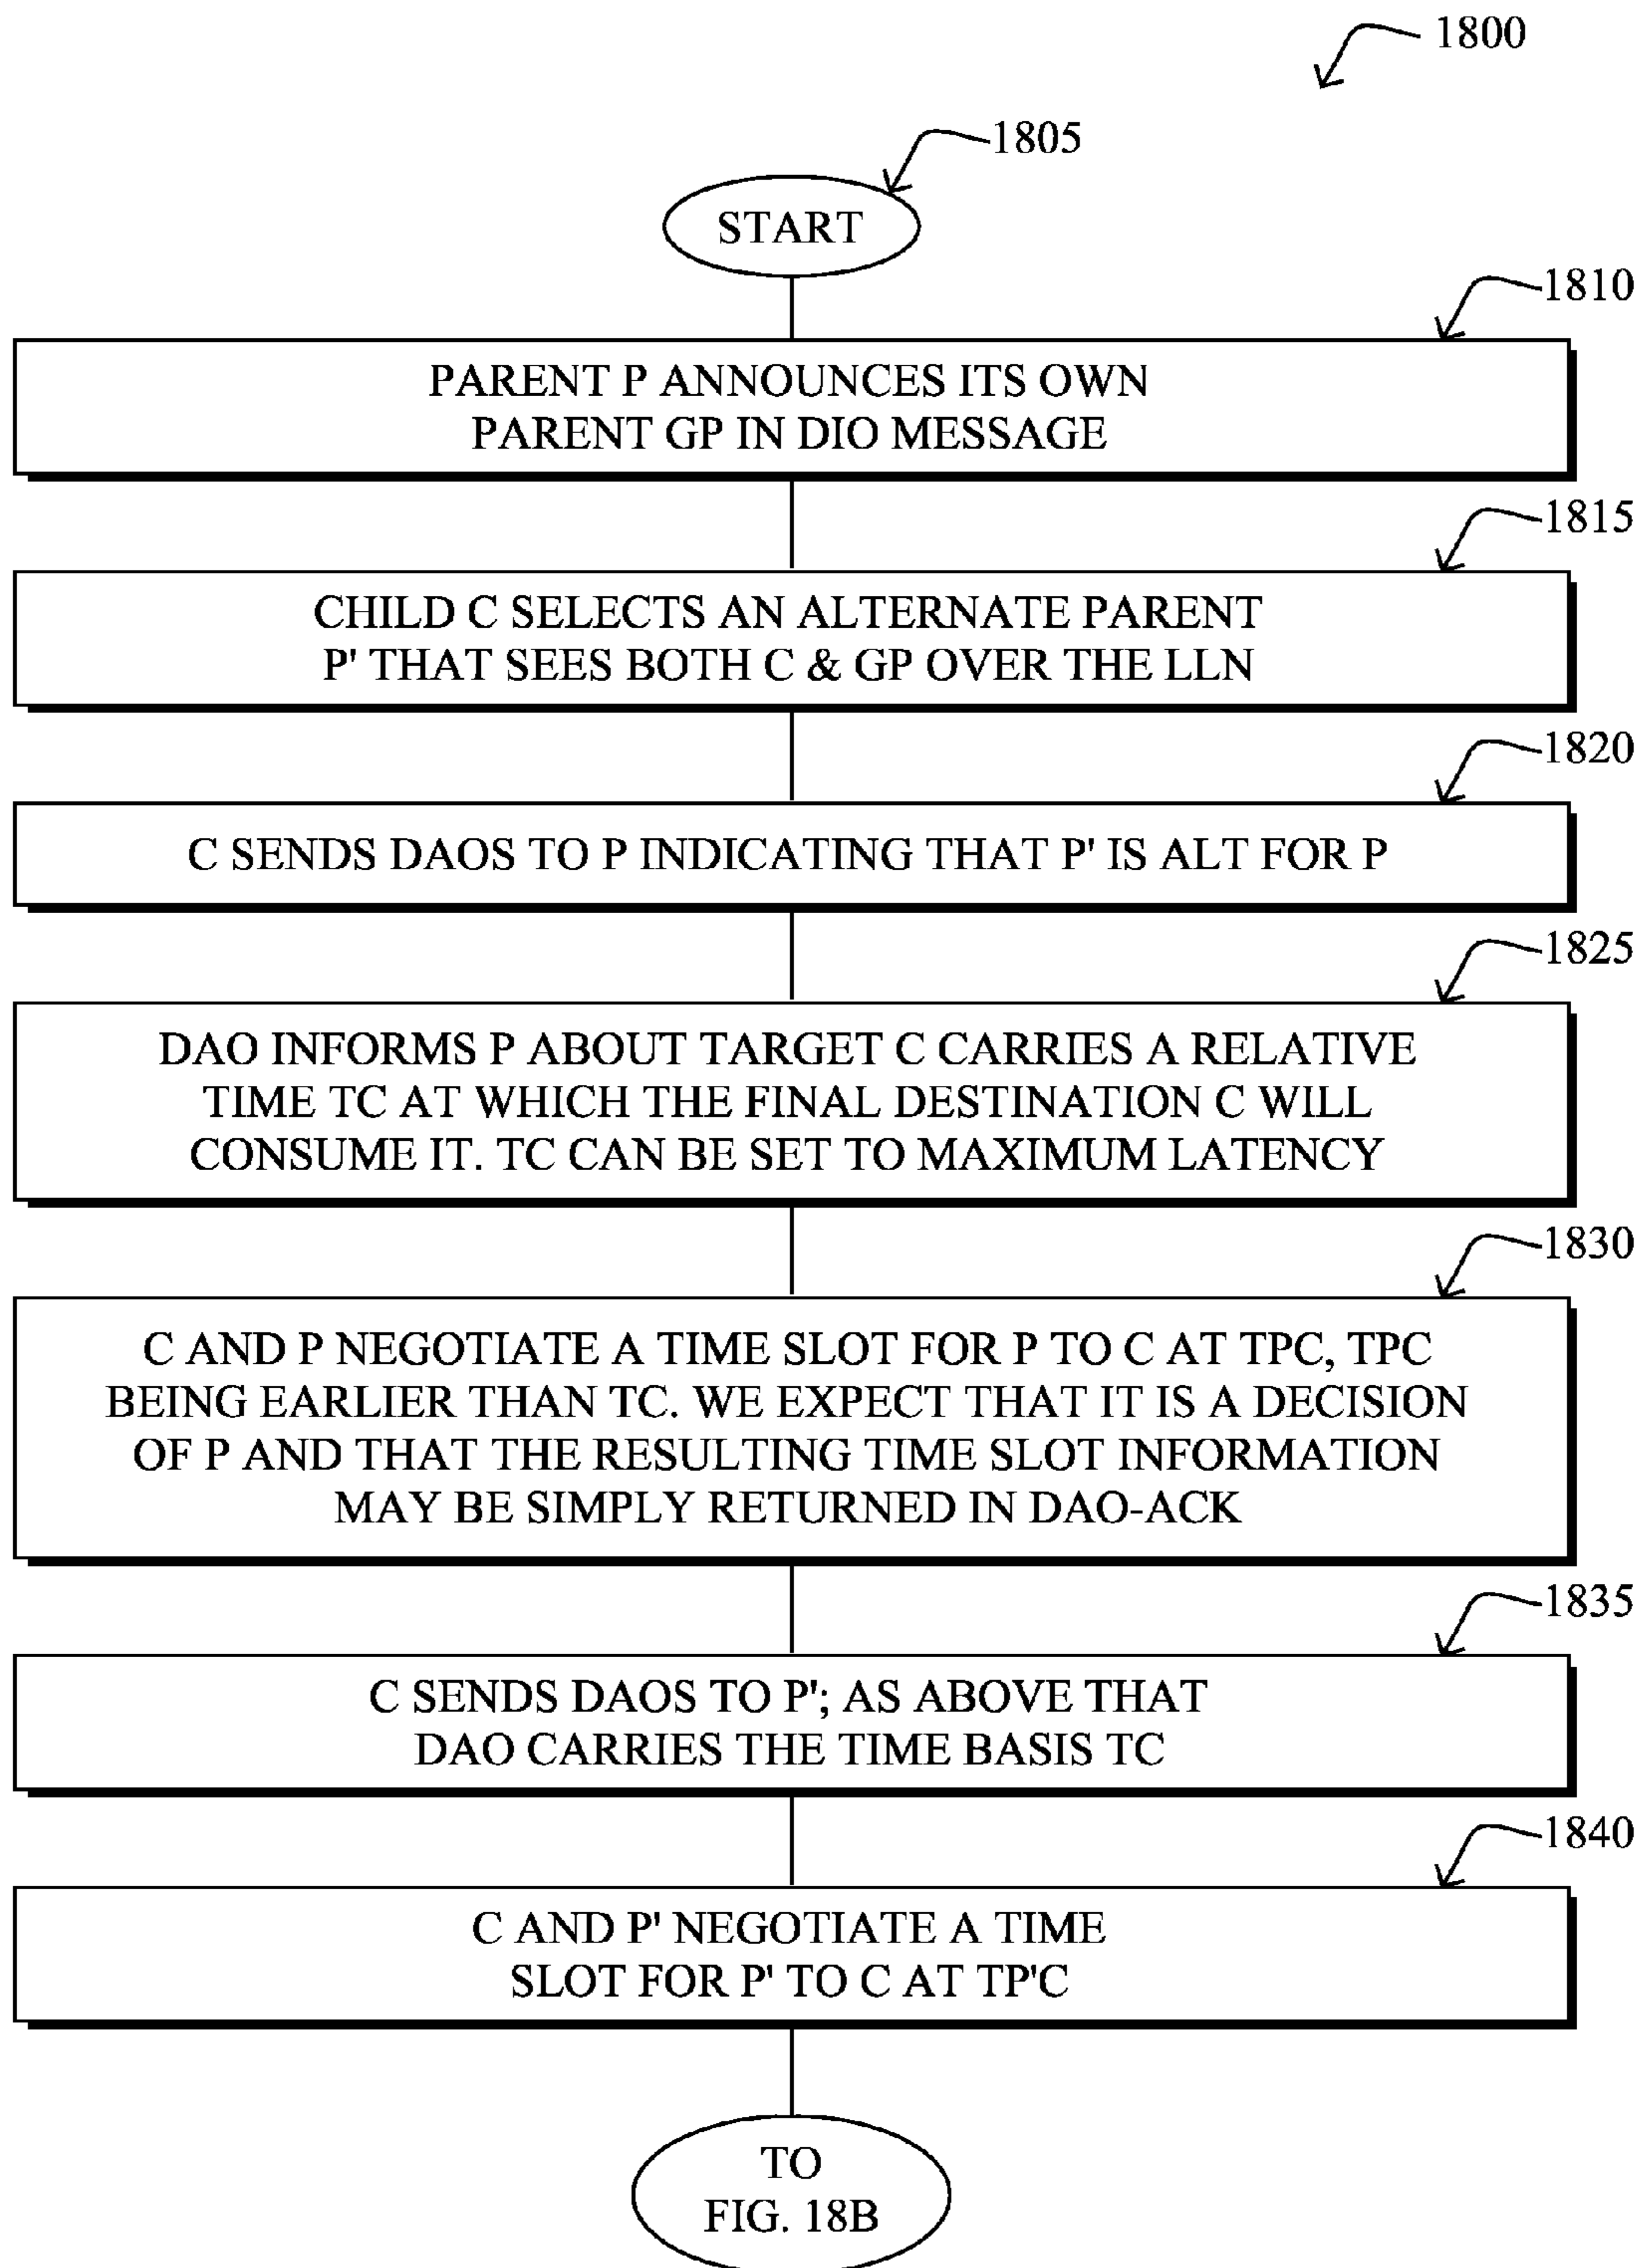 1800
1805
START
1810
PARENT P ANNOUNCES ITS OWN
PARENT GP IN DIO MESSAGE
1815
CHILD C SELECTS AN ALTERNATE PARENT
P' THAT SEES BOTH C & GP OVER THE LLN
1820
C SENDS DAOS TO P INDICATING THAT P' IS ALT FOR P
1825
DAO INFORMS P ABOUT TARGET C CARRIES A RELATIVE
TIME TC AT WHICH THE FINAL DESTINATION C WILL
CONSUME IT. TC CAN BE SET TO MAXIMUM LATENCY
1830
C AND P NEGOTIATE A TIME SLOT FOR P TO C AT TPC, TPC
BEING EARLIER THAN TC. WE EXPECT THAT IT IS A DECISION
OF P AND THAT THE RESULTING TIME SLOT INFORMATION
MAY BE SIMPLY RETURNED IN DAO-ACK
1835
C SENDS DAOS TO P'; AS ABOVE THAT
DAO CARRIES THE TIME BASIS TC
1840
C AND P' NEGOTIATE A TIME
SLOT FOR P' TO C AT TP'C
TO
FIG. 18B